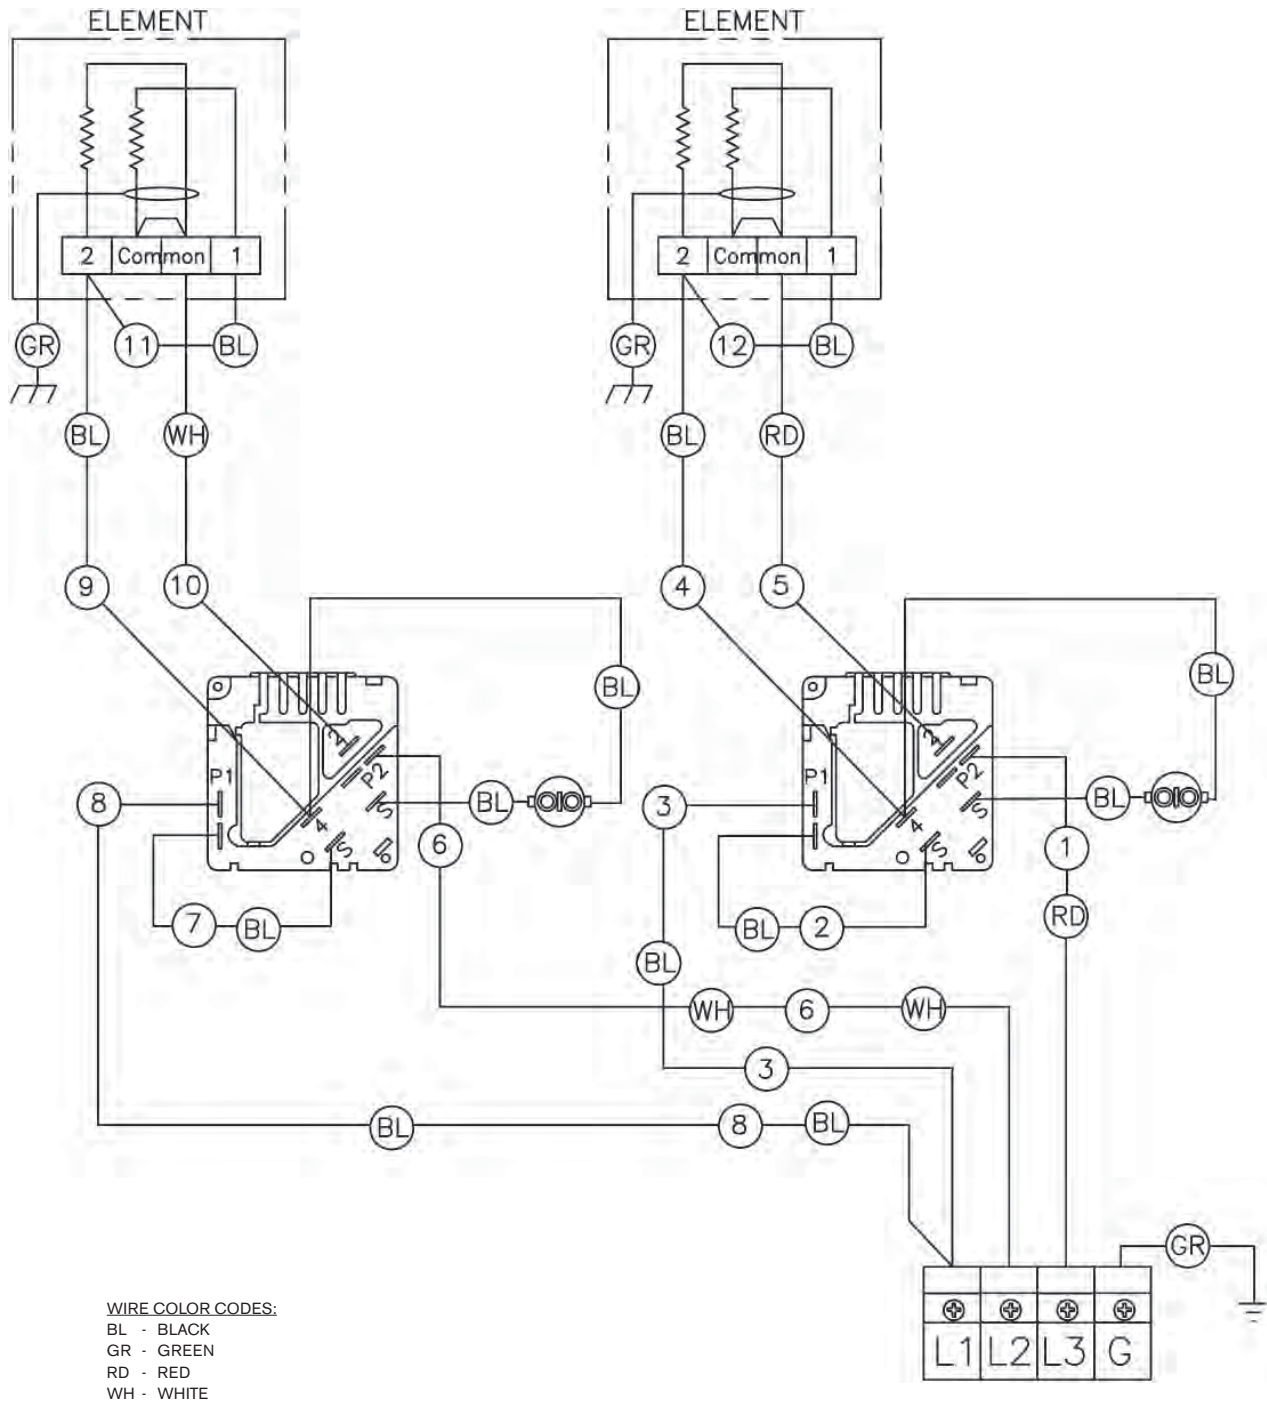 ELEMENT ELEMENT
2 Common 1 2 Common 1
GR 11 BL GR 12 BL
BL WH BL RD
9 10 4 5
BL BL
2 2
P1 P2 P1 P2
8 S BL 3 S BL
4 4
6 S 1 S
7 BL BL 2 RD
BL
WH 6 WH
3
BL 8 BL
GR
L1 L2 L3 G
WIRE COLOR CODES:
BL - BLACK
GR - GREEN
RD - RED
WH - WHITE